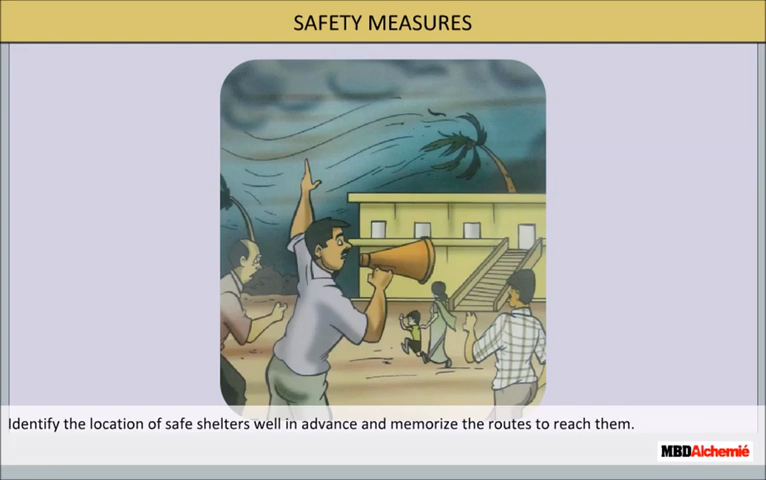 SAFETY MEASURES
Identify the location of safe shelters well in advance and memorize the routes to reach them.
MBDAlchemié